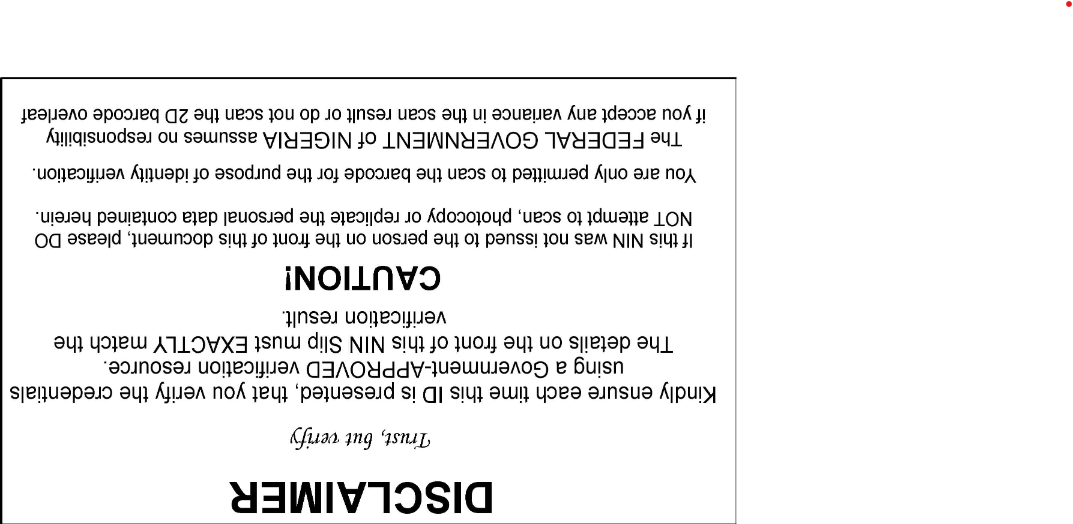 DISCLAIMER
Trust, but verify
Kindly ensure each time this ID is presented, that you verify the credentials
using a Government-APPROVED verification resource.
The details on the front of this NIN Slip must EXACTLY match the
verification result.
CAUTION!
If this NIN was not issued to the person on the front of this document, please DO
NOT attempt to scan, photocopy or replicate the personal data contained herein.
You are only permitted to scan the barcode for the purpose of identity verification.
The FEDERAL GOVERNMENT of NIGERIA assumes no responsibility
if you accept any variance in the scan result or do not scan the 2D barcode overleaf